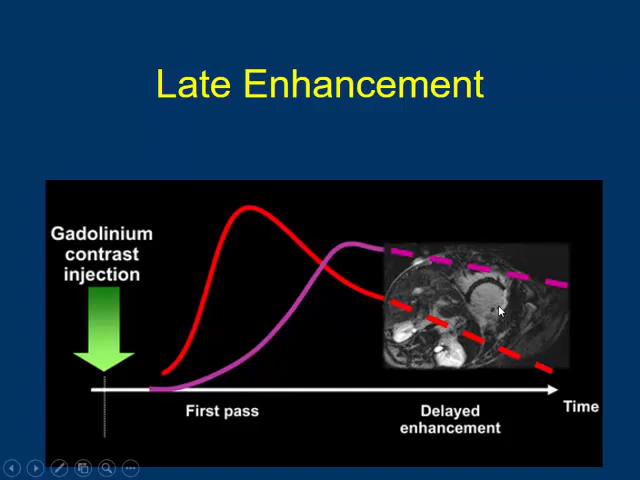 Late Enhancement
Gadolinium
contrast
injection
First pass
Delayed
enhancement
Time